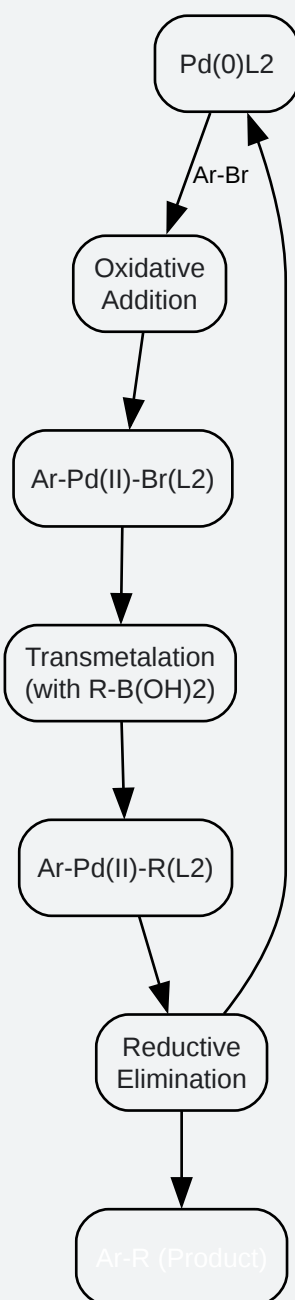 Pd(0)L2
Ar-Br
Oxidative
Addition
Ar-Pd(II)-Br(L2)
Transmetalation
(with R-B(OH)2)
Ar-Pd(II)-R(L2)
Reductive
Elimination
Ar-R (Product)